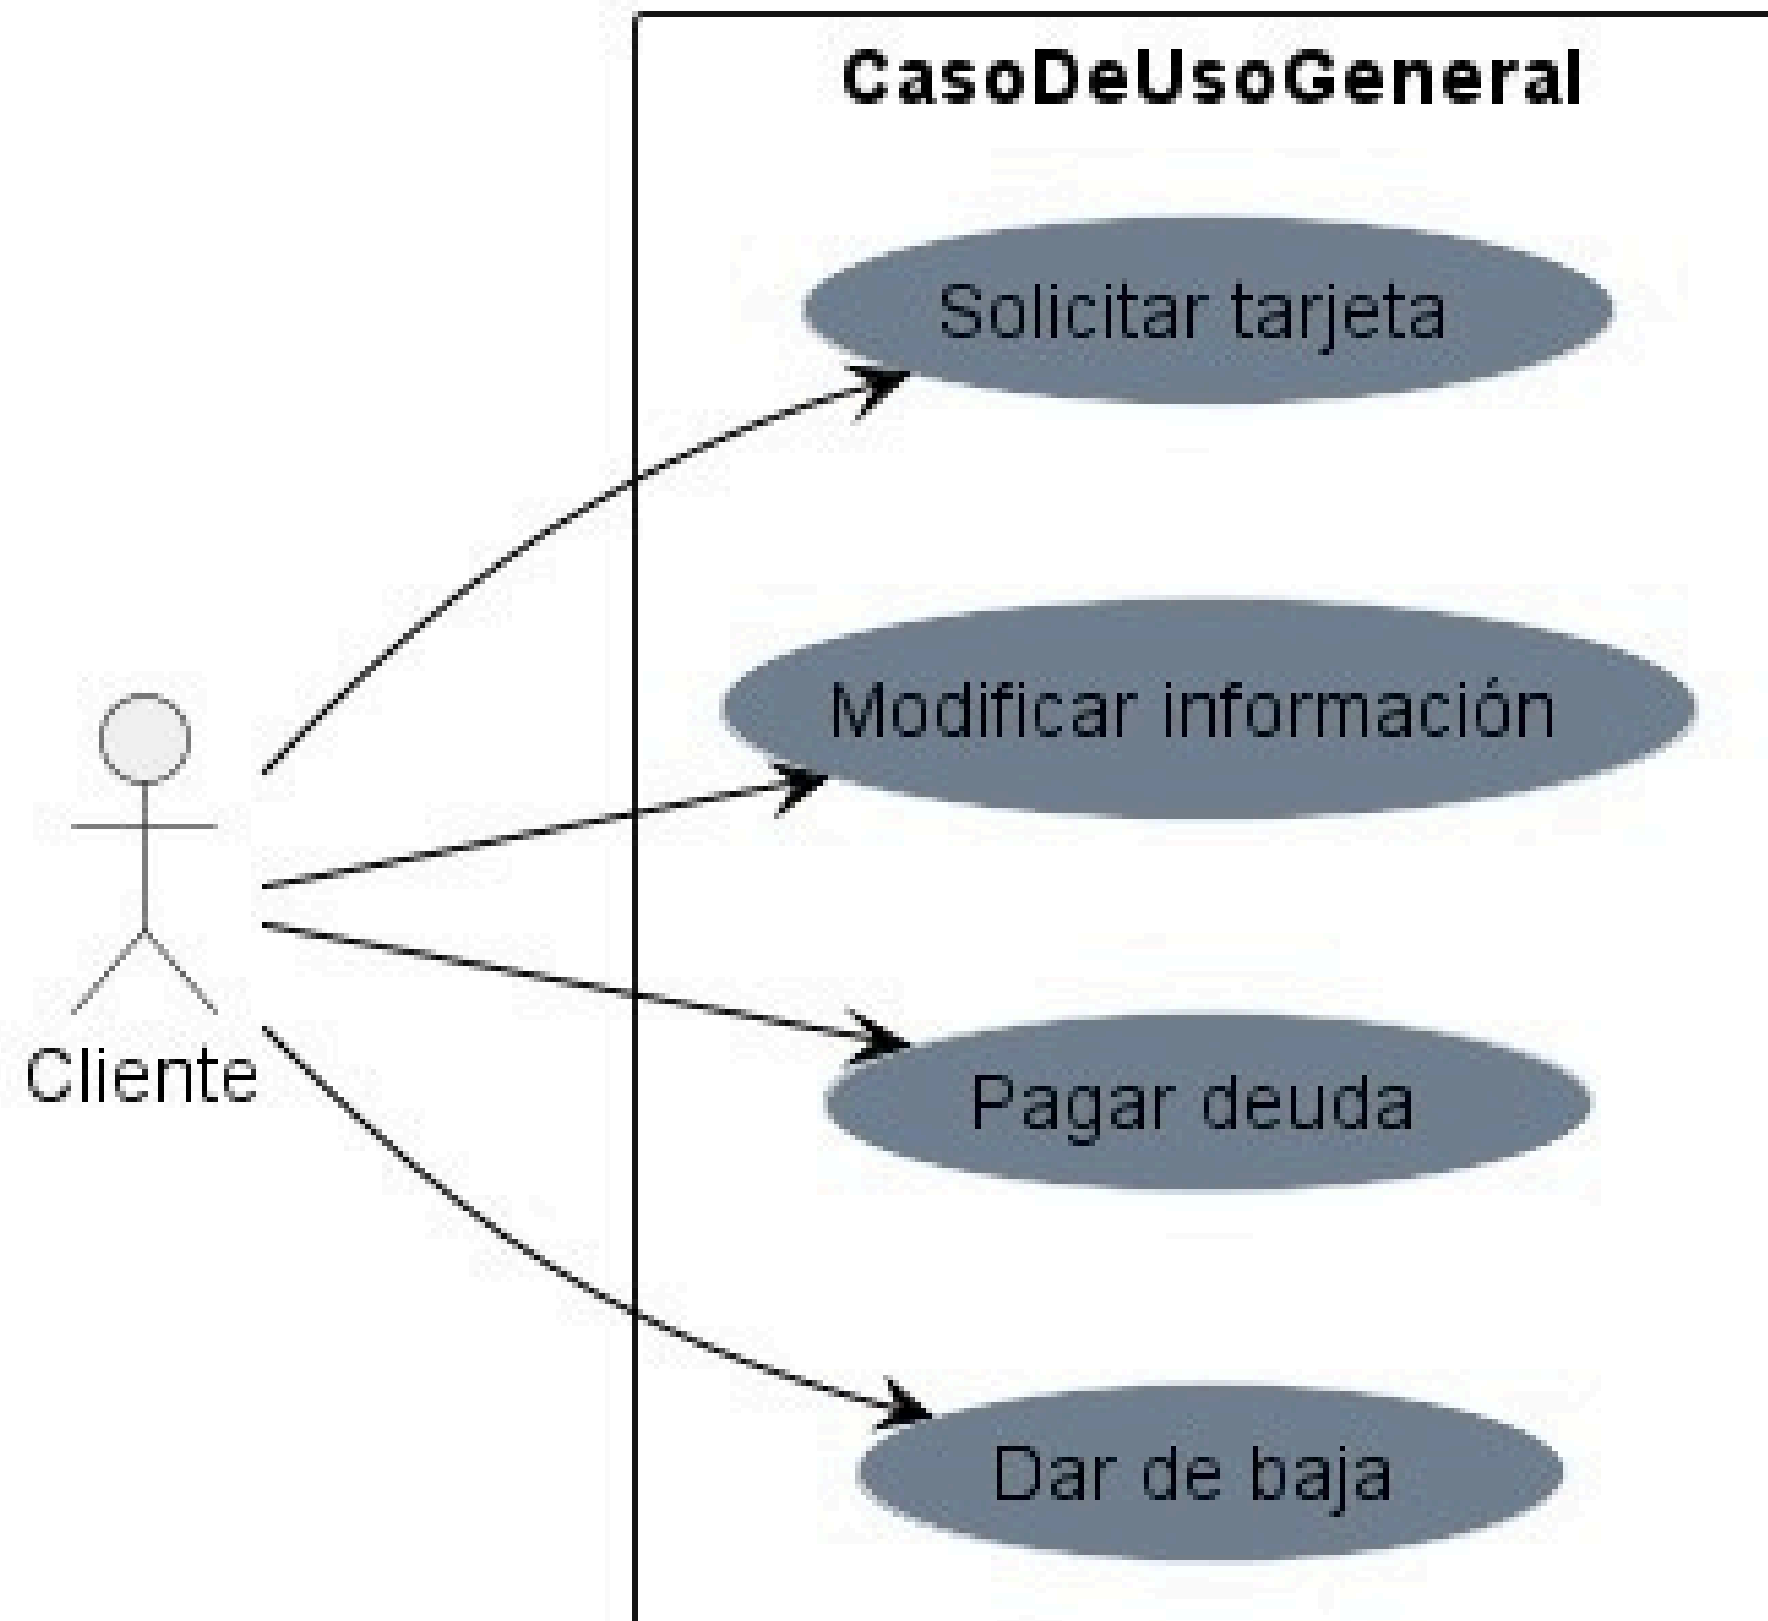 CasoDeUsoGeneral
Solicitar tarjeta
Modificar información
Cliente
Pagar deuda
Dar de baja